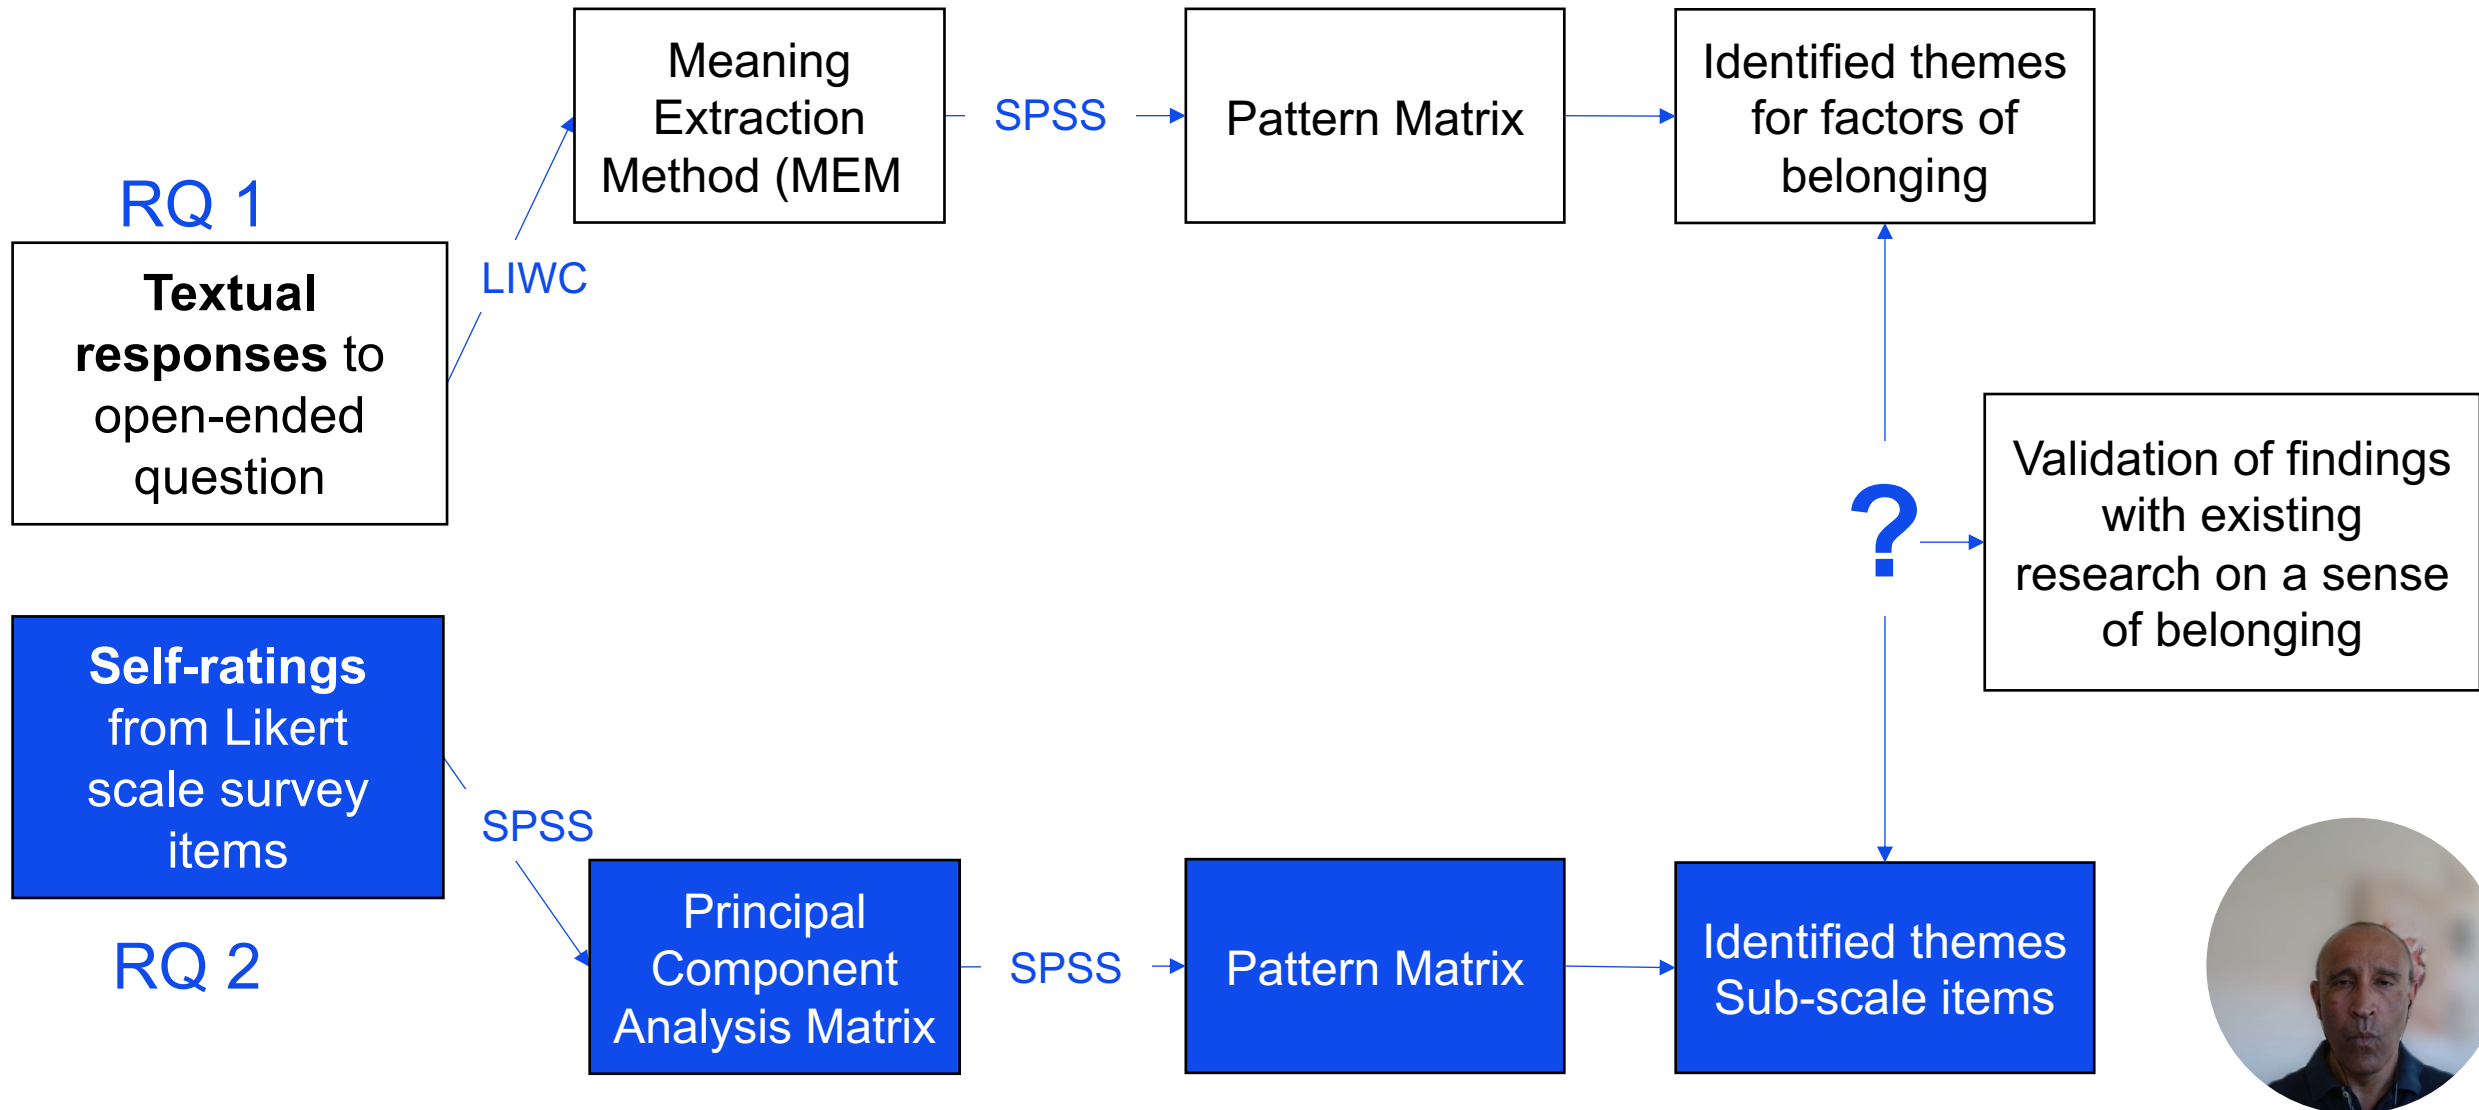 RQ 1
Textual
responses to
open-ended
question
LIWC
Meaning
Extraction
Method (MEM
SPSS
Pattern Matrix
Identified themes
for factors of
belonging
?
Validation of findings
with existing
research on a sense
of belonging
Self-ratings
from Likert
scale survey
items
RQ 2
SPSS
Principal
Component
Analysis Matrix
SPSS
Pattern Matrix
Identified themes
Sub-scale items